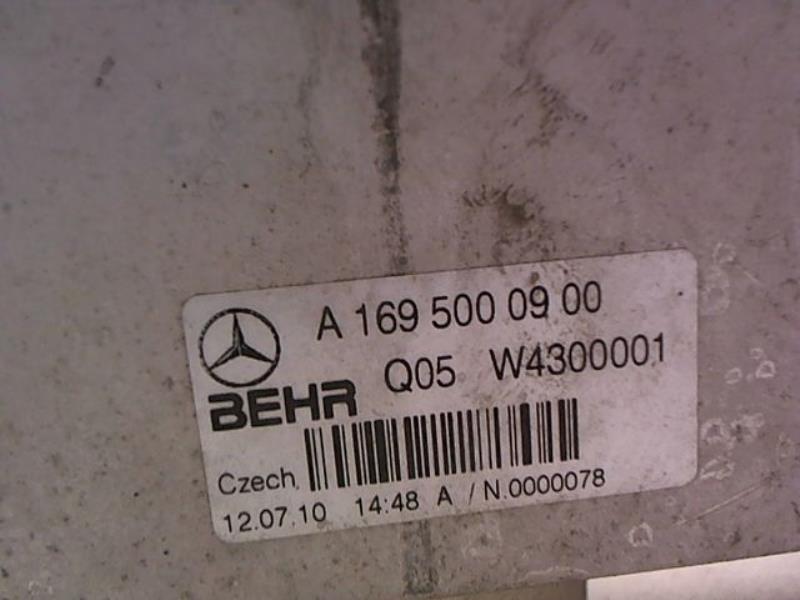 A 169 500 09 00
Q05 W4300001
BEHR
Czech.
12.07.10 14:48 A / N.0000078